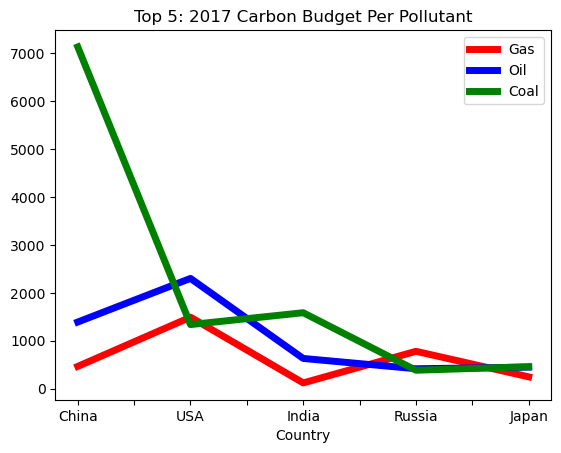 Top 5: 2017 Carbon Budget Per Pollutant
Gas
Oil
Coal
7000
6000
5000
4000
3000
2000
1000
0
China USA India Russia Japan
Country